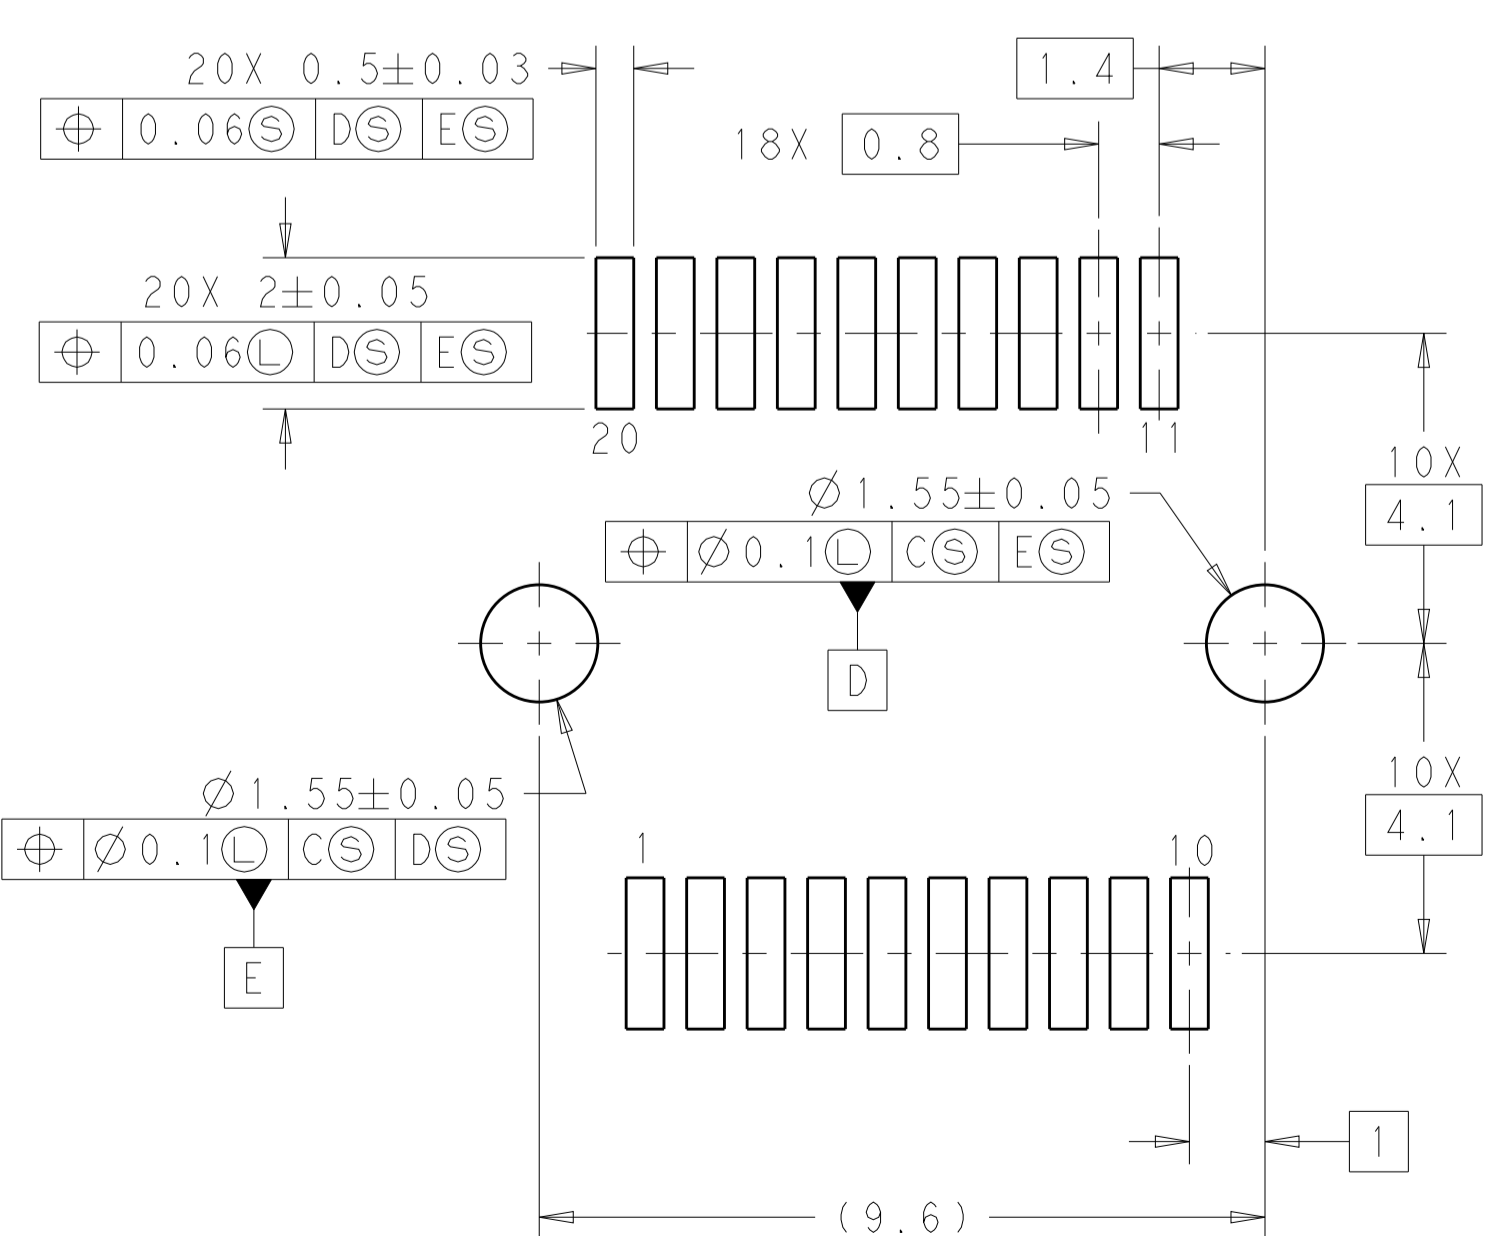 20X 0.5±0.03
1.4
⌖ 0.06Ⓢ DⓈ EⓈ
18X 0.8
20X 2±0.05
⌖ 0.06Ⓛ DⓈ EⓈ
20
11
10X
4.1
⌀1.55±0.05
⌖ ⌀0.1Ⓛ CⓈ EⓈ
D
⌀1.55±0.05
⌖ ⌀0.1Ⓛ CⓈ DⓈ
E
10X
4.1
1
10
1
(9.6)